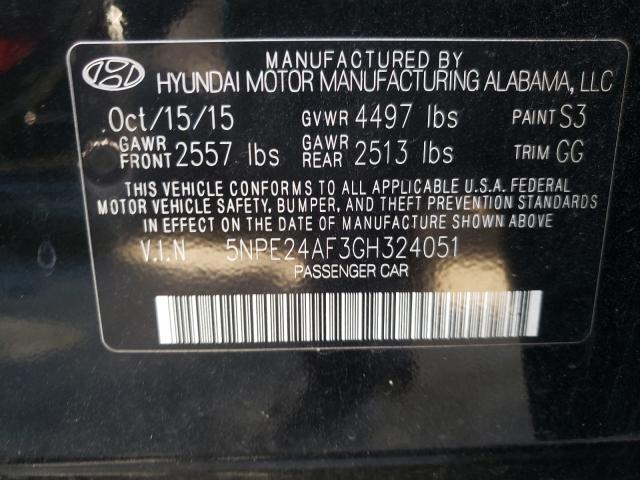 MANUFACTURED BY
HYUNDAI MOTOR MANUFACTURING ALABAMA, LLC
Oct/15/15 GVWR 4497 lbs PAINT S3
GAWR FRONT 2557 lbs GAWR REAR 2513 lbs TRIM GG
THIS VEHICLE CONFORMS TO ALL APPLICABLE U.S.A. FEDERAL
MOTOR VEHICLE SAFETY, BUMPER, AND THEFT PREVENTION STANDARDS
IN EFFECT ON THE DATE OF MANUFACTURE SHOWN ABOVE.
V.I.N 5NPE24AF3GH324051
PASSENGER CAR